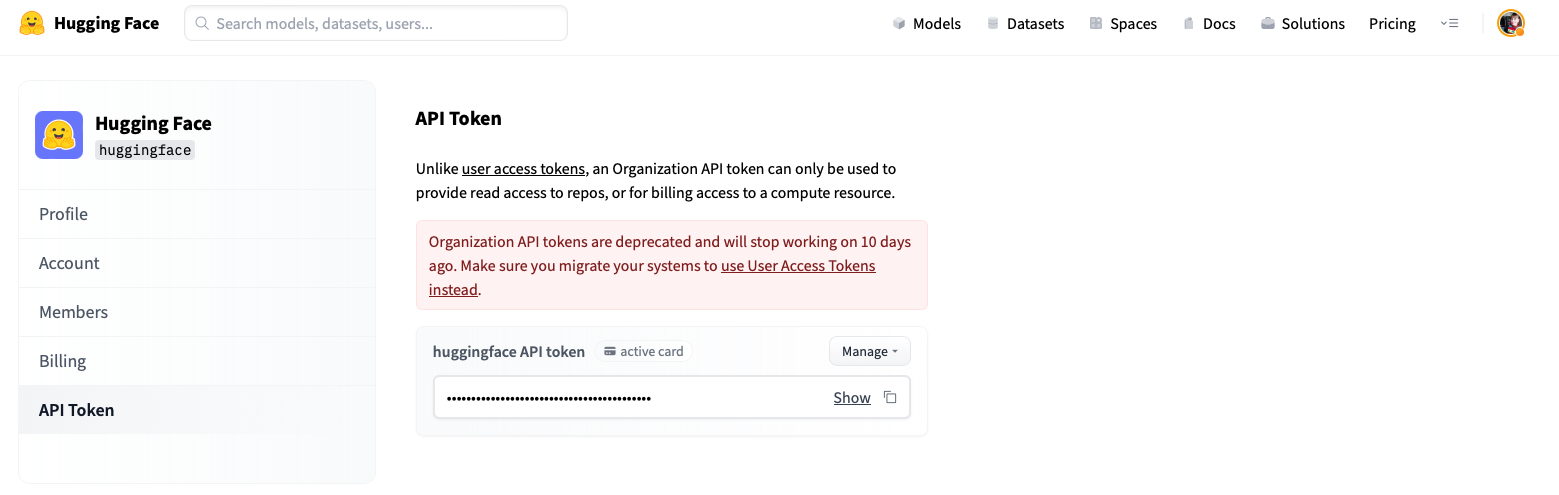 Hugging Face
Search models, datasets, users...
Models
Datasets
Spaces
Docs
Solutions
Pricing
Hugging Face
huggingface
Profile
Account
Members
Billing
API Token
API Token
Unlike user access tokens, an Organization API token can only be used to
provide read access to repos, or for billing access to a compute resource.
Organization API tokens are deprecated and will stop working on 10 days
ago. Make sure you migrate your systems to use User Access Tokens
instead.
huggingface API token
active card
Manage
••••••••••••••••••••••••••••••••••••••••
Show